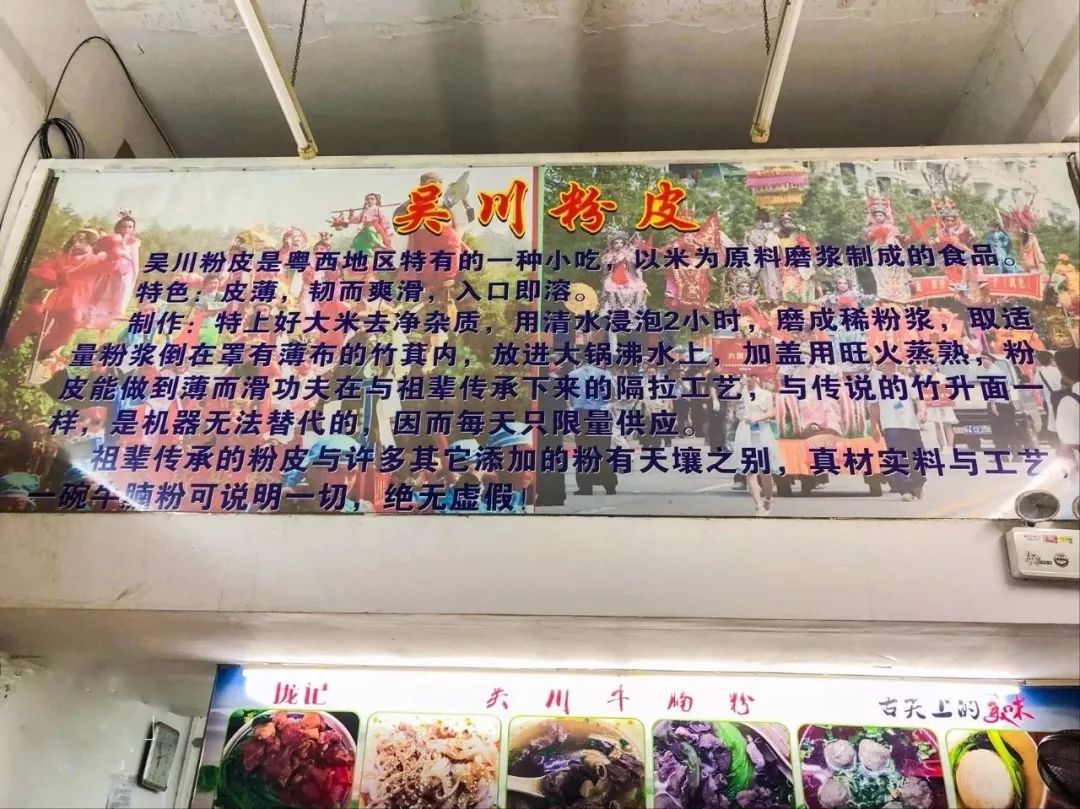 吴川粉皮
吴川粉皮是粤西地区特有的一种小吃，以米为原料磨浆制成的食品。
特色：皮薄，韧而爽滑，入口即溶。
制作：特上好大米去净杂质，用清水浸泡2小时，磨成稀粉浆，取适
量粉浆倒在罩有薄布的竹萁内，放进大锅沸水上，加盖用旺火蒸熟，粉
皮能做到薄而滑功夫在与祖辈传承下来的隔拉工艺，与传说的竹升面一
样，是机器无法替代的，因而每天只限量供应。
祖辈传承的粉皮与许多其它添加的粉有天壤之别，真材实料与工艺，
一碗牛腩粉可说明一切，绝无虚假！
拢记
吴川牛腩粉
舌尖上的美味